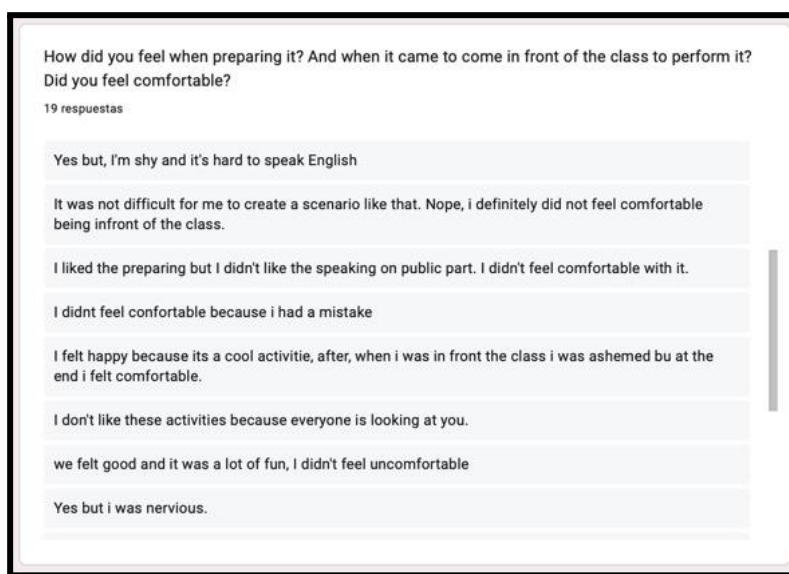 How did you feel when preparing it? And when it came to come in front of the class to perform it?
Did you feel comfortable?
19 respuestas
Yes but, I'm shy and it's hard to speak English
It was not difficult for me to create a scenario like that. Nope, i definitely did not feel comfortable
being infront of the class.
I liked the preparing but I didn't like the speaking on public part. I didn't feel comfortable with it.
I didnt feel confortable because i had a mistake
I felt happy because its a cool activitie, after, when i was in front the class i was ashemed bu at the
end i felt comfortable.
I don't like these activities because everyone is looking at you.
we felt good and it was a lot of fun, I didn't feel uncomfortable
Yes but i was nervious.